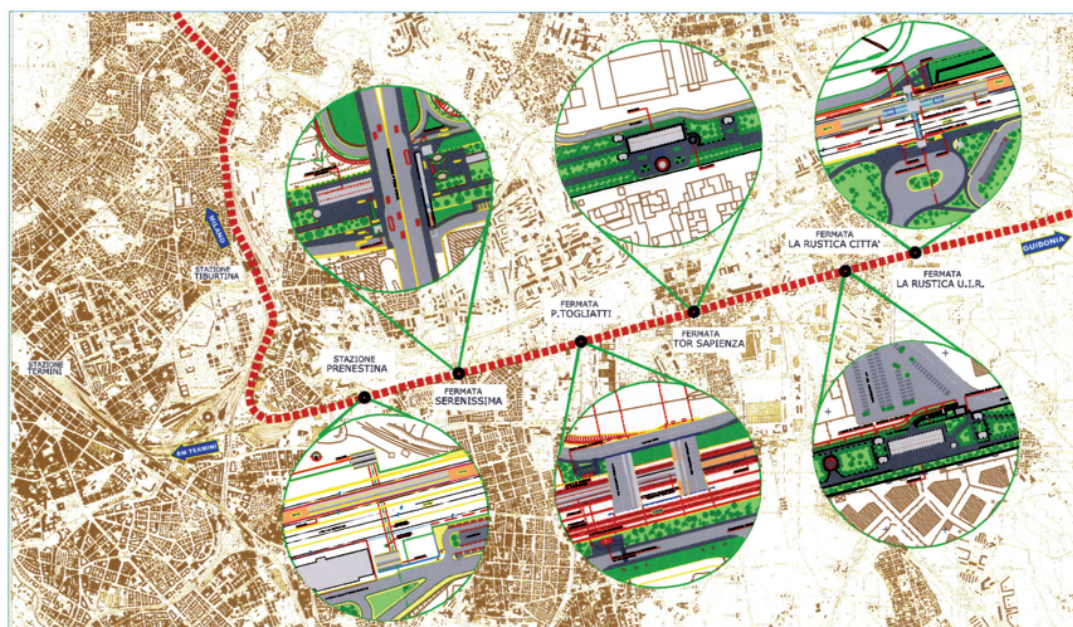 MILANO
STAZIONE
TIBURTINA
STAZIONE
TERMINI
RM TERMINI
STAZIONE
PRENESTINA
FERMATA
SERENISSIMA
FERMATA
P.TOGLIATTI
FERMATA
TOR SAPIENZA
FERMATA
LA RUSTICA CITTA'
FERMATA
LA RUSTICA U.I.R.
GUIDONIA